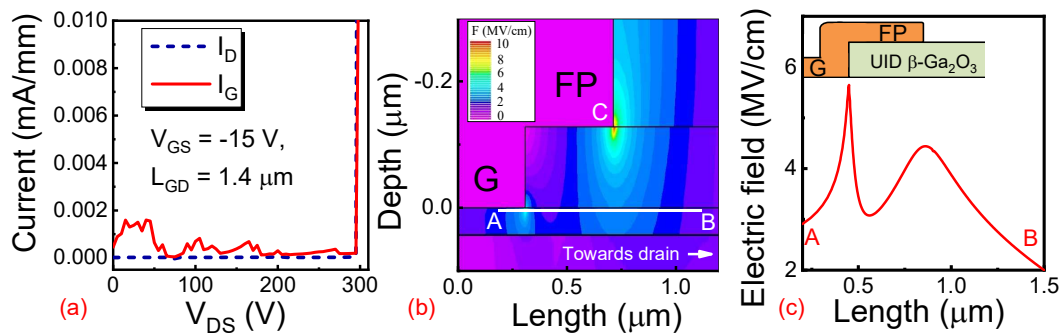 0.010
0.008
0.006
0.004
0.002
0.000
Current (mA/mm)
I_D
I_G
V_GS = -15 V,
L_GD = 1.4 μm
0 100 200 300
(a)
V_DS (V)
F (MV/cm)
10
8
6
4
2
0
FP
C
G
A
B
Towards drain
-0.2
0.0
Depth (μm)
0.0 0.5 1.0
(b)
Length (μm)
FP
G
UID β-Ga₂O₃
A
B
6
4
2
Electric field (MV/cm)
0.5 1.0 1.5
(c)
Length (μm)